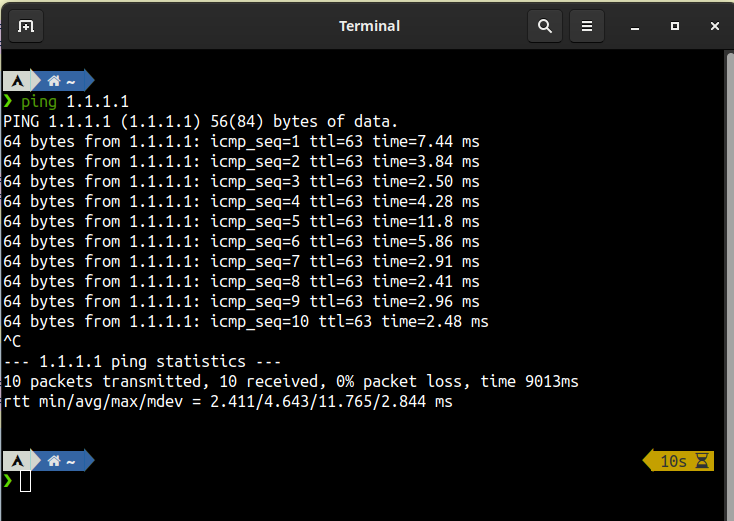 Terminal
~
❯ ping 1.1.1.1
PING 1.1.1.1 (1.1.1.1) 56(84) bytes of data.
64 bytes from 1.1.1.1: icmp_seq=1 ttl=63 time=7.44 ms
64 bytes from 1.1.1.1: icmp_seq=2 ttl=63 time=3.84 ms
64 bytes from 1.1.1.1: icmp_seq=3 ttl=63 time=2.50 ms
64 bytes from 1.1.1.1: icmp_seq=4 ttl=63 time=4.28 ms
64 bytes from 1.1.1.1: icmp_seq=5 ttl=63 time=11.8 ms
64 bytes from 1.1.1.1: icmp_seq=6 ttl=63 time=5.86 ms
64 bytes from 1.1.1.1: icmp_seq=7 ttl=63 time=2.91 ms
64 bytes from 1.1.1.1: icmp_seq=8 ttl=63 time=2.41 ms
64 bytes from 1.1.1.1: icmp_seq=9 ttl=63 time=2.96 ms
64 bytes from 1.1.1.1: icmp_seq=10 ttl=63 time=2.48 ms
^C
--- 1.1.1.1 ping statistics ---
10 packets transmitted, 10 received, 0% packet loss, time 9013ms
rtt min/avg/max/mdev = 2.411/4.643/11.765/2.844 ms
~ 10s
❯